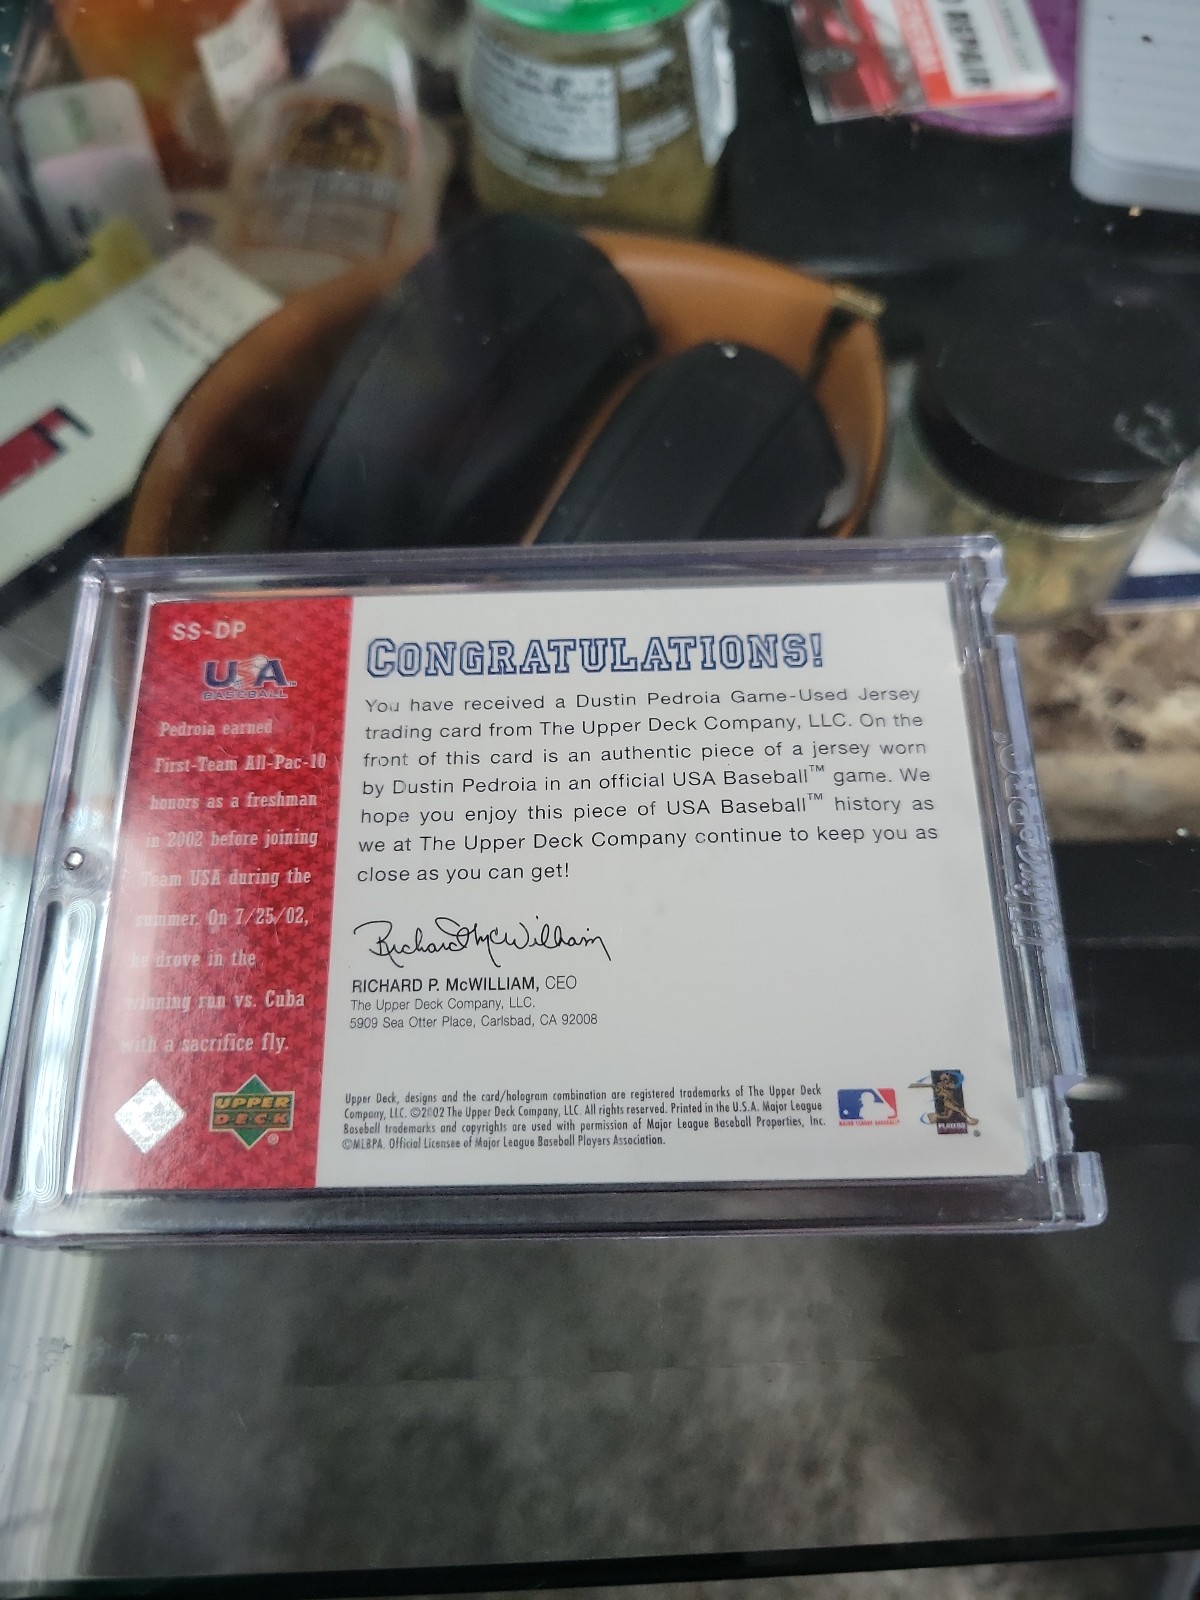 REPAIR
SS-DP
USA
BASEBALL
Pedroia earned
First-Team All-Pac-10
honors as a freshman
in 2002 before joining
Team USA during the
summer. On 7/25/02,
he drove in the
winning run vs. Cuba
with a sacrifice fly.
UPPER
DECK
CONGRATULATIONS!
You have received a Dustin Pedroia Game-Used Jersey
trading card from The Upper Deck Company, LLC. On the
front of this card is an authentic piece of a jersey worn
by Dustin Pedroia in an official USA Baseball™ game. We
hope you enjoy this piece of USA Baseball™ history as
we at The Upper Deck Company continue to keep you as
close as you can get!
Richard McWilliam
RICHARD P. McWILLIAM, CEO
The Upper Deck Company, LLC.
5909 Sea Otter Place, Carlsbad, CA 92008
Upper Deck, designs and the card/hologram combination are registered trademarks of The Upper Deck
Company, LLC. ©2002 The Upper Deck Company, LLC. All rights reserved. Printed in the U.S.A. Major League
Baseball trademarks and copyrights are used with permission of Major League Baseball Properties, Inc.
©MLBPA. Official Licensee of Major League Baseball Players Association.
MAJOR LEAGUE BASEBALL
PLAYERS
UltraPRO